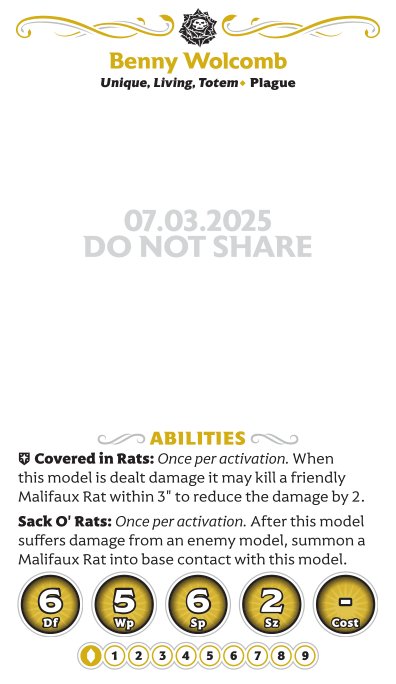 Benny Wolcomb
Unique, Living, Totem◆ Plague
07.03.2025
DO NOT SHARE
ABILITIES
Covered in Rats: Once per activation. When
this model is dealt damage it may kill a friendly
Malifaux Rat within 3" to reduce the damage by 2.
Sack O' Rats: Once per activation. After this model
suffers damage from an enemy model, summon a
Malifaux Rat into base contact with this model.
6 5 6 2 -
Df Wp Sp Sz Cost
1 2 3 4 5 6 7 8 9